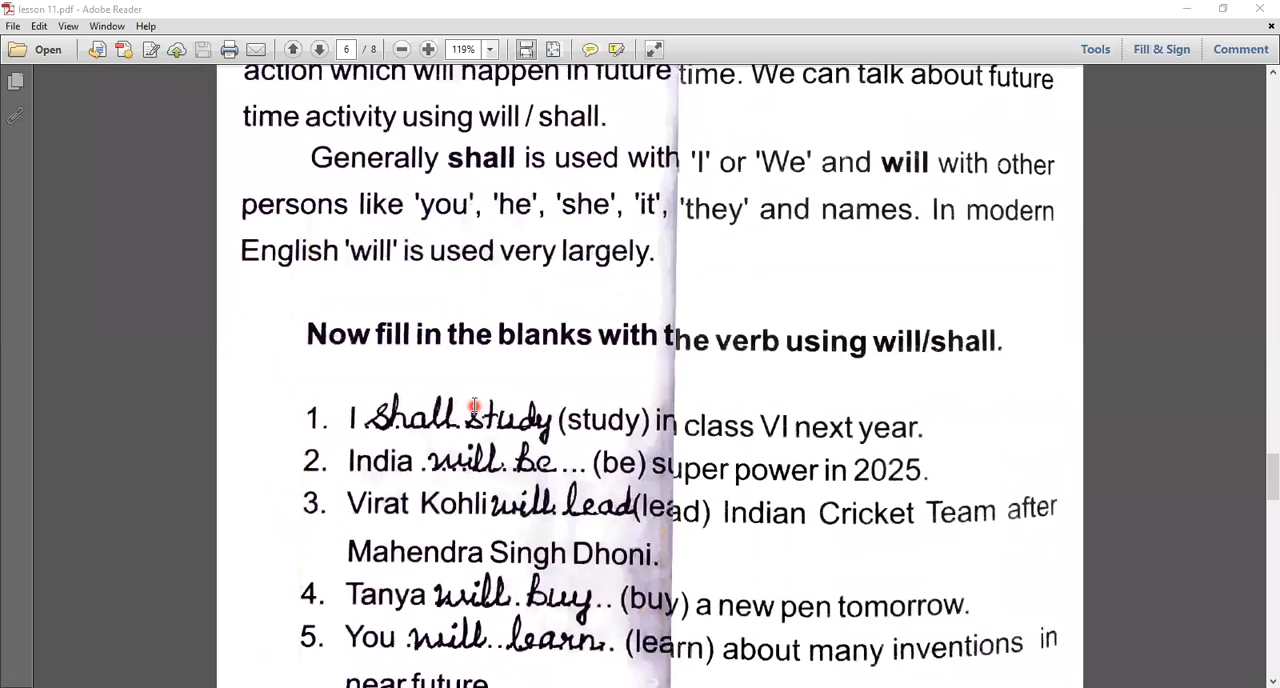 lesson 11.pdf - Adobe Reader
File Edit View Window Help
Open 6 / 8 119% Tools Fill & Sign Comment
action which will happen in future time. We can talk about future
time activity using will / shall.
Generally shall is used with 'I' or 'We' and will with other
persons like 'you', 'he', 'she', 'it', 'they' and names. In modern
English 'will' is used very largely.
Now fill in the blanks with the verb using will/shall.
1. I shall study (study) in class VI next year.
2. India .will be... (be) super power in 2025.
3. Virat Kohli will lead (lead) Indian Cricket Team after
Mahendra Singh Dhoni.
4. Tanya will buy.. (buy) a new pen tomorrow.
5. You .will learn.. (learn) about many inventions in
near future